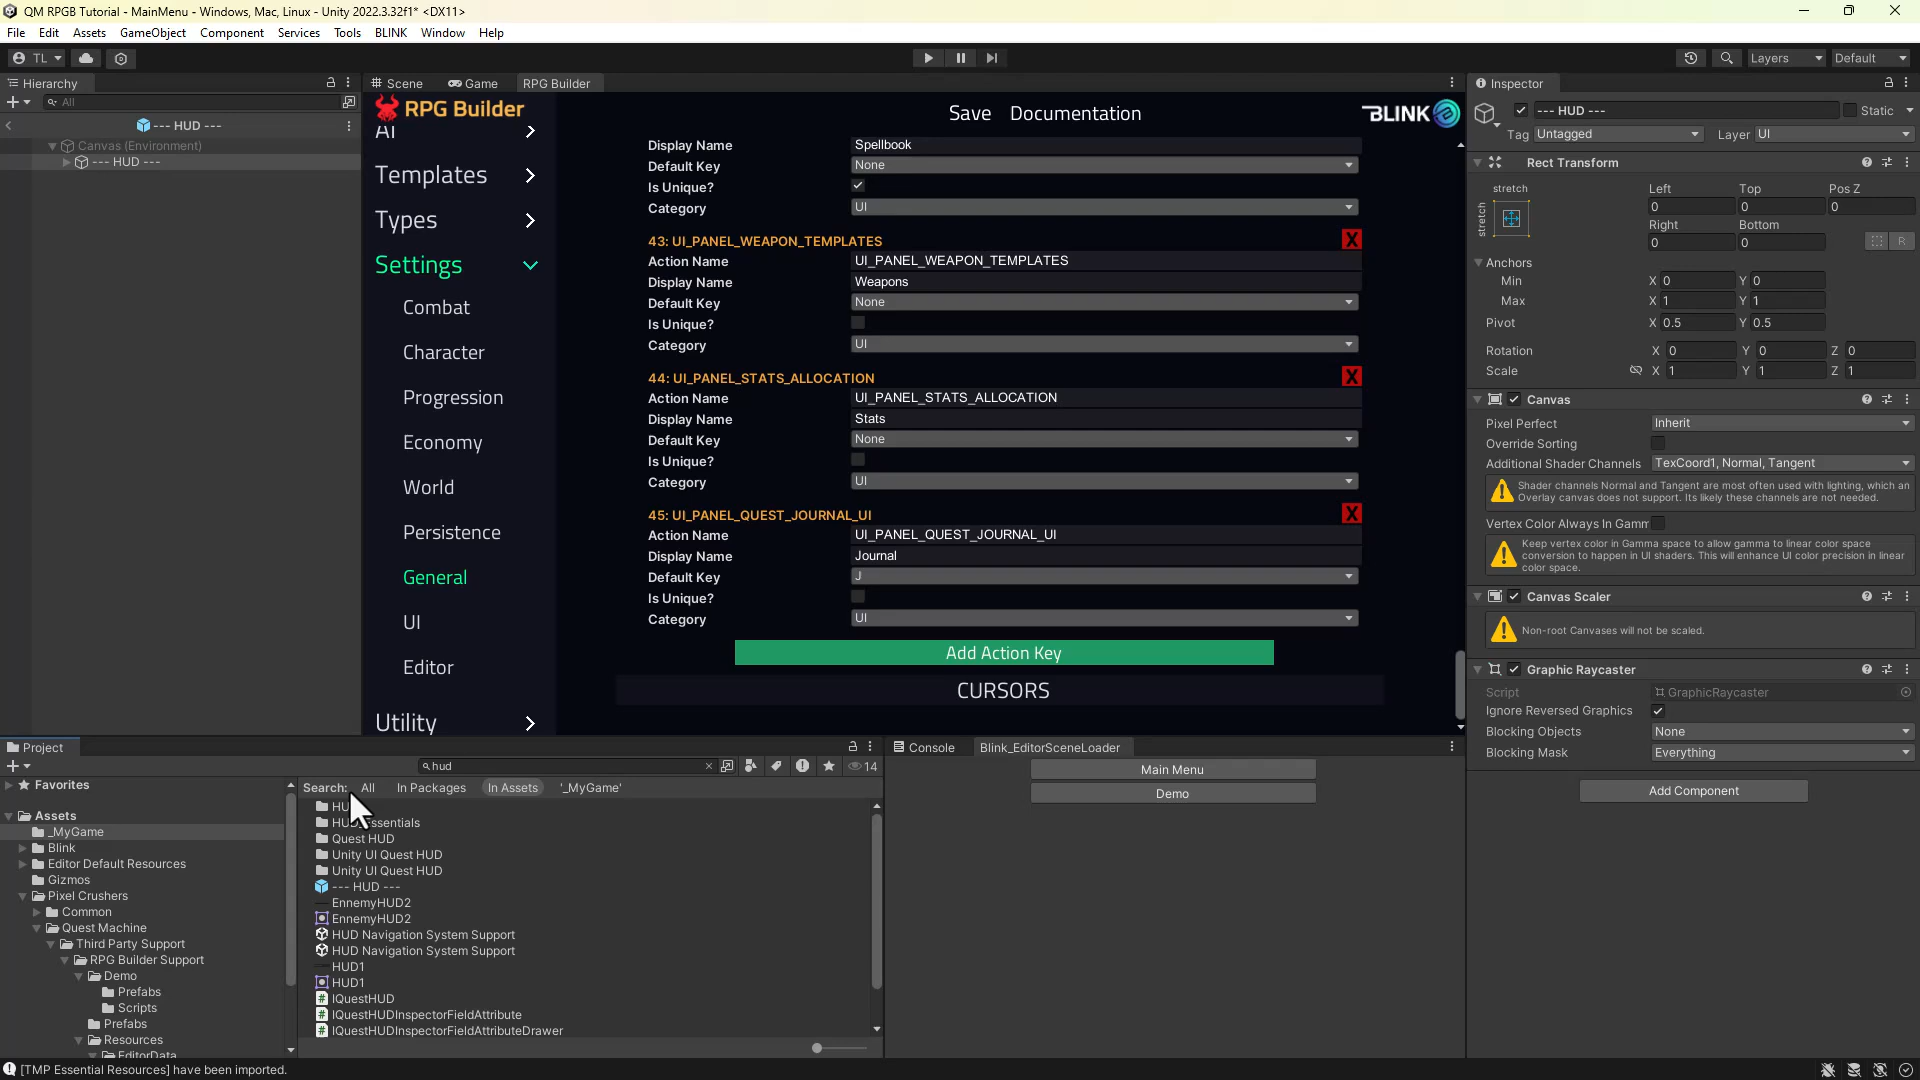 QM RPGB Tutorial - MainMenu - Windows, Mac, Linux - Unity 2022.3.32f1* <DX11>
File Edit Assets GameObject Component Services Tools BLINK Window Help
TL
Layers
Default
Hierarchy
All
--- HUD ---
Canvas (Environment)
--- HUD ---
Scene
Game
RPG Builder
RPG Builder
Save Documentation
BLINK
AI
Templates
Types
Settings
Combat
Character
Progression
Economy
World
Persistence
General
UI
Editor
Utility
Display Name Spellbook
Default Key None
Is Unique?
Category UI
43: UI_PANEL_WEAPON_TEMPLATES X
Action Name UI_PANEL_WEAPON_TEMPLATES
Display Name Weapons
Default Key None
Is Unique?
Category UI
44: UI_PANEL_STATS_ALLOCATION X
Action Name UI_PANEL_STATS_ALLOCATION
Display Name Stats
Default Key None
Is Unique?
Category UI
45: UI_PANEL_QUEST_JOURNAL_UI X
Action Name UI_PANEL_QUEST_JOURNAL_UI
Display Name Journal
Default Key J
Is Unique?
Category UI
Add Action Key
CURSORS
Inspector
--- HUD --- Static
Tag Untagged Layer UI
Rect Transform
stretch
stretch
Left Top Pos Z
0 0 0
Right Bottom
0 0 R
Anchors
Min X 0 Y 0
Max X 1 Y 1
Pivot X 0.5 Y 0.5
Rotation X 0 Y 0 Z 0
Scale X 1 Y 1 Z 1
Canvas
Pixel Perfect Inherit
Override Sorting
Additional Shader Channels TexCoord1, Normal, Tangent
Shader channels Normal and Tangent are most often used with lighting, which an
Overlay canvas does not support. Its likely these channels are not needed.
Vertex Color Always In Gamm
Keep vertex color in Gamma space to allow gamma to linear color space
conversion to happen in UI shaders. This will enhance UI color precision in linear
color space.
Canvas Scaler
Non-root Canvases will not be scaled.
Graphic Raycaster
Script GraphicRaycaster
Ignore Reversed Graphics
Blocking Objects None
Blocking Mask Everything
Add Component
Project
hud
14
Favorites
Assets
_MyGame
Blink
Editor Default Resources
Gizmos
Pixel Crushers
Common
Quest Machine
Third Party Support
RPG Builder Support
Demo
Prefabs
Scripts
Prefabs
Resources
EditorData
Search: All In Packages In Assets '_MyGame'
Quest HUD
Unity UI Quest HUD
Unity UI Quest HUD
--- HUD ---
EnnemyHUD2
EnnemyHUD2
HUD Navigation System Support
HUD Navigation System Support
HUD1
HUD1
IQuestHUD
IQuestHUDInspectorFieldAttribute
IQuestHUDInspectorFieldAttributeDrawer
Console
Blink_EditorSceneLoader
Main Menu
Demo
[TMP Essential Resources] have been imported.